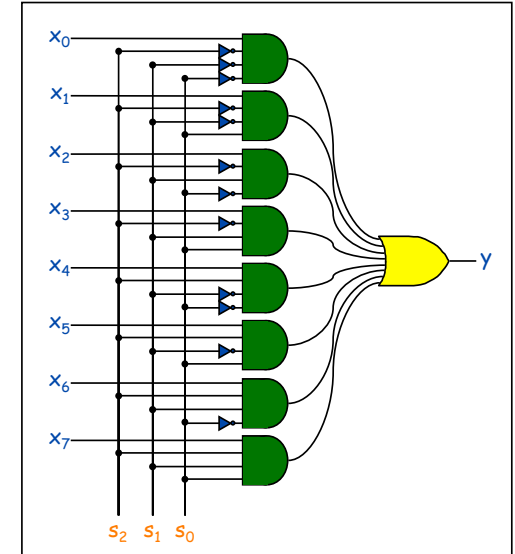 x₀
x₁
x₂
x₃
x₄
y
x₅
x₆
x₇
s₂ s₁ s₀